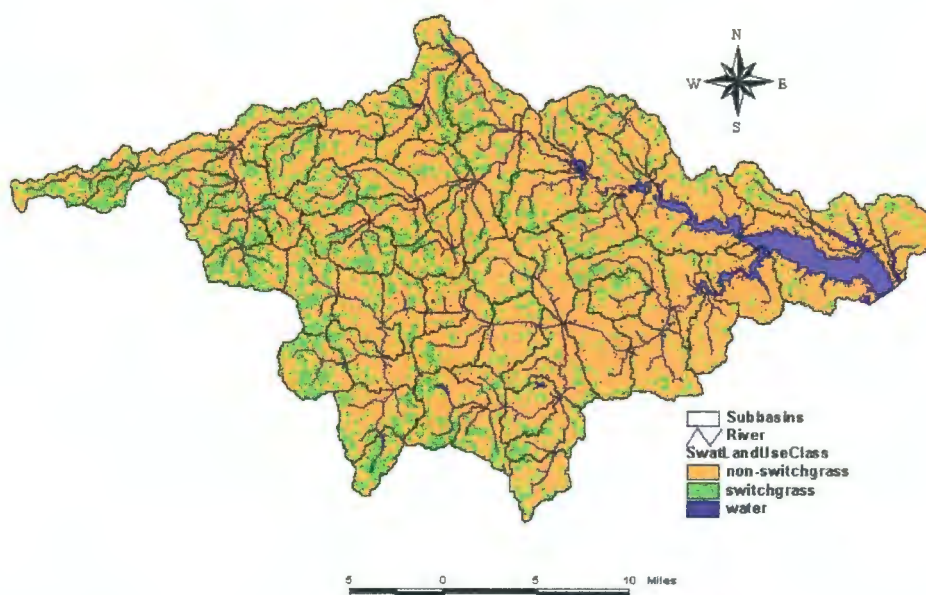 N
W E
S
Subbasins
River
SwatLandUseClass
non-switchgrass
switchgrass
water
5 0 5 10 Miles